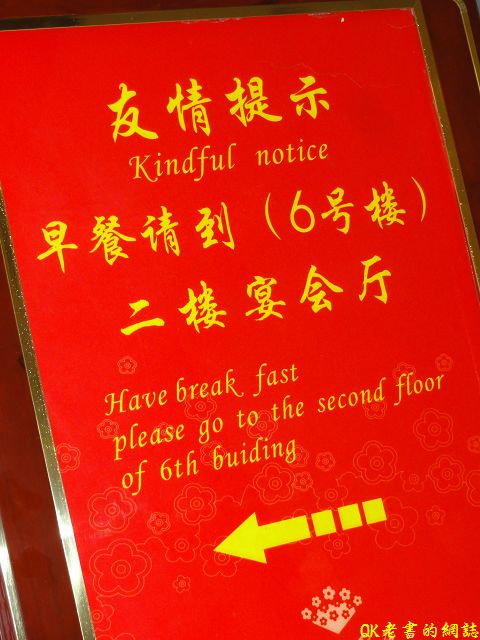 友情提示
Kindful notice
早餐请到（6号楼）
二楼宴会厅
Have break fast
please go to the second floor
of 6th buiding
QK老書的網誌